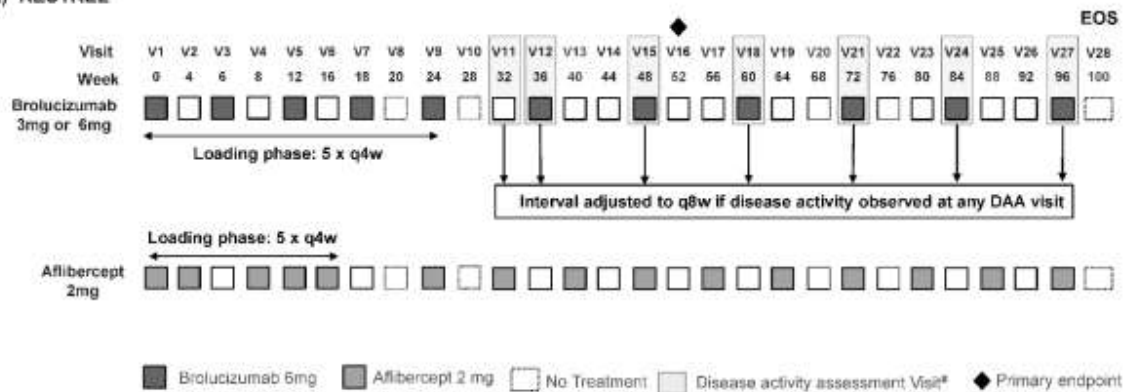 KESTREL
EOS
Visit V1 V2 V3 V4 V5 V6 V7 V8 V9 V10 V11 V12 V13 V14 V15 V16 V17 V18 V19 V20 V21 V22 V23 V24 V25 V26 V27 V28
Week 0 4 6 8 12 16 18 20 24 28 32 36 40 44 48 52 56 60 64 68 72 76 80 84 88 92 96 100
Brolucizumab
3mg or 6mg
Loading phase: 5 x q4w
Interval adjusted to q8w if disease activity observed at any DAA visit
Loading phase: 5 x q4w
Aflibercept
2mg
Brolucizumab 6mg Aflibercept 2 mg No Treatment Disease activity assessment Visit# Primary endpoint